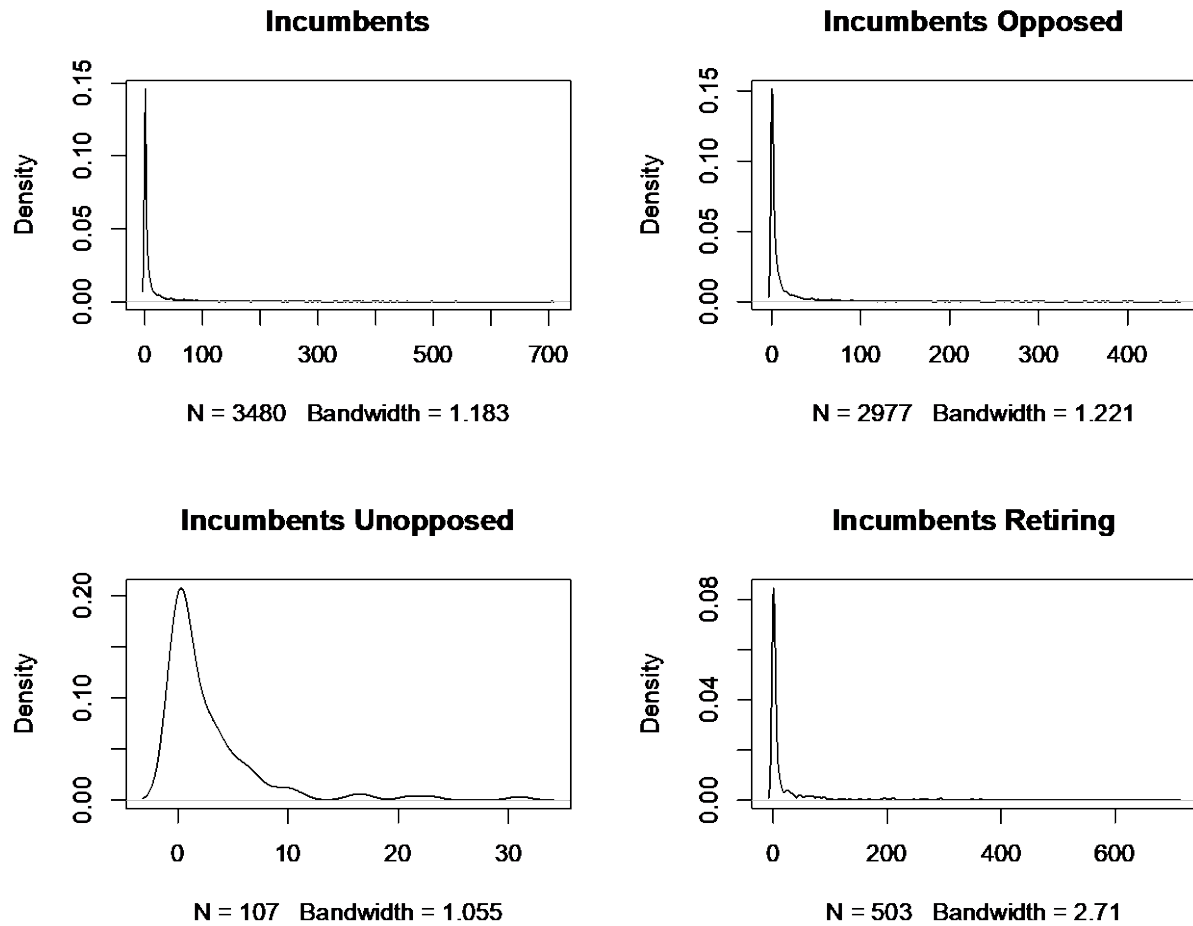 Incumbents
Density
0.00 0.05 0.10 0.15
0 100 300 500 700
N = 3480 Bandwidth = 1.183
Incumbents Opposed
Density
0.00 0.05 0.10 0.15
0 100 200 300 400
N = 2977 Bandwidth = 1.221
Incumbents Unopposed
Density
0.00 0.10 0.20
0 10 20 30
N = 107 Bandwidth = 1.055
Incumbents Retiring
Density
0.00 0.04 0.08
0 200 400 600
N = 503 Bandwidth = 2.71